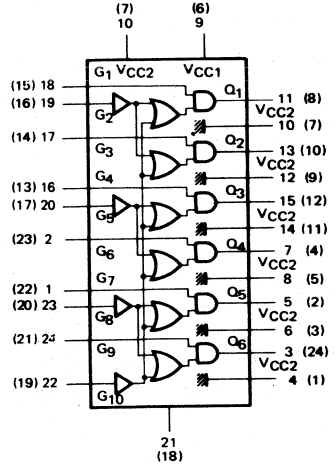 (7) (6)
10 9
G1 VCC2 VCC1
(15) 18 Q1
(16) 19 11 (8)
G2 VCC2
10 (7)
(14) 17 Q2
G3 13 (10)
VCC2
G4 12 (9)
(13) 16 Q3
(17) 20 15 (12)
G5 VCC2
14 (11)
(23) 2 Q4
G6 7 (4)
VCC2
G7 8 (5)
(22) 1 Q5
(20) 23 5 (2)
G8 VCC2
6 (3)
(21) 24 Q6
G9 3 (24)
VCC2
(19) 22 4 (1)
G10
21
(18)